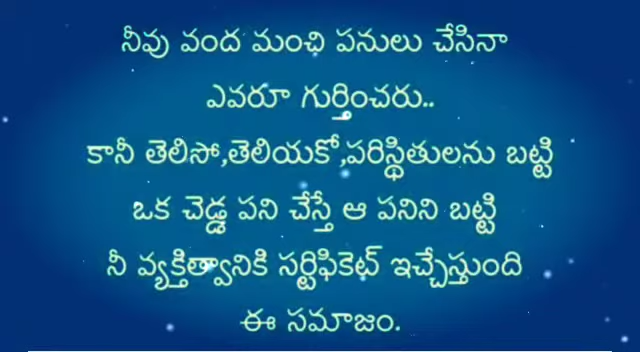 నీవు వంద మంచి పనులు చేసినా
ఎవరూ గుర్తించరు..
కానీ తెలిసో,తెలియకో,పరిస్థితులను బట్టి
ఒక చెడ్డ పని చేస్తే ఆ పనిని బట్టి
నీ వ్యక్తిత్వానికి సర్టిఫికెట్ ఇచ్చేస్తుంది
ఈ సమాజం.